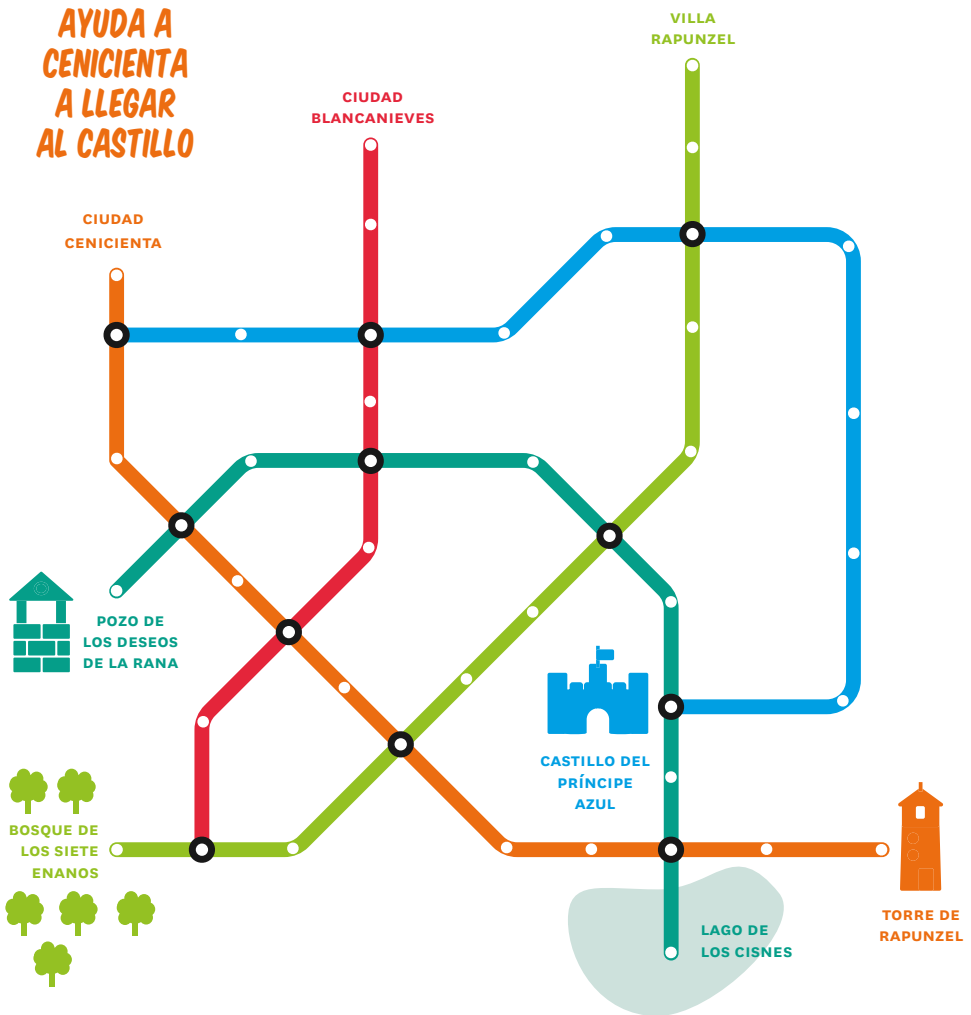 AYUDA A
CENICIENTA
A LLEGAR
AL CASTILLO
VILLA
RAPUNZEL
CIUDAD
BLANCANIEVES
CIUDAD
CENICIENTA
POZO DE
LOS DESEOS
DE LA RANA
CASTILLO DEL
PRÍNCIPE
AZUL
BOSQUE DE
LOS SIETE
ENANOS
TORRE DE
RAPUNZEL
LAGO DE
LOS CISNES